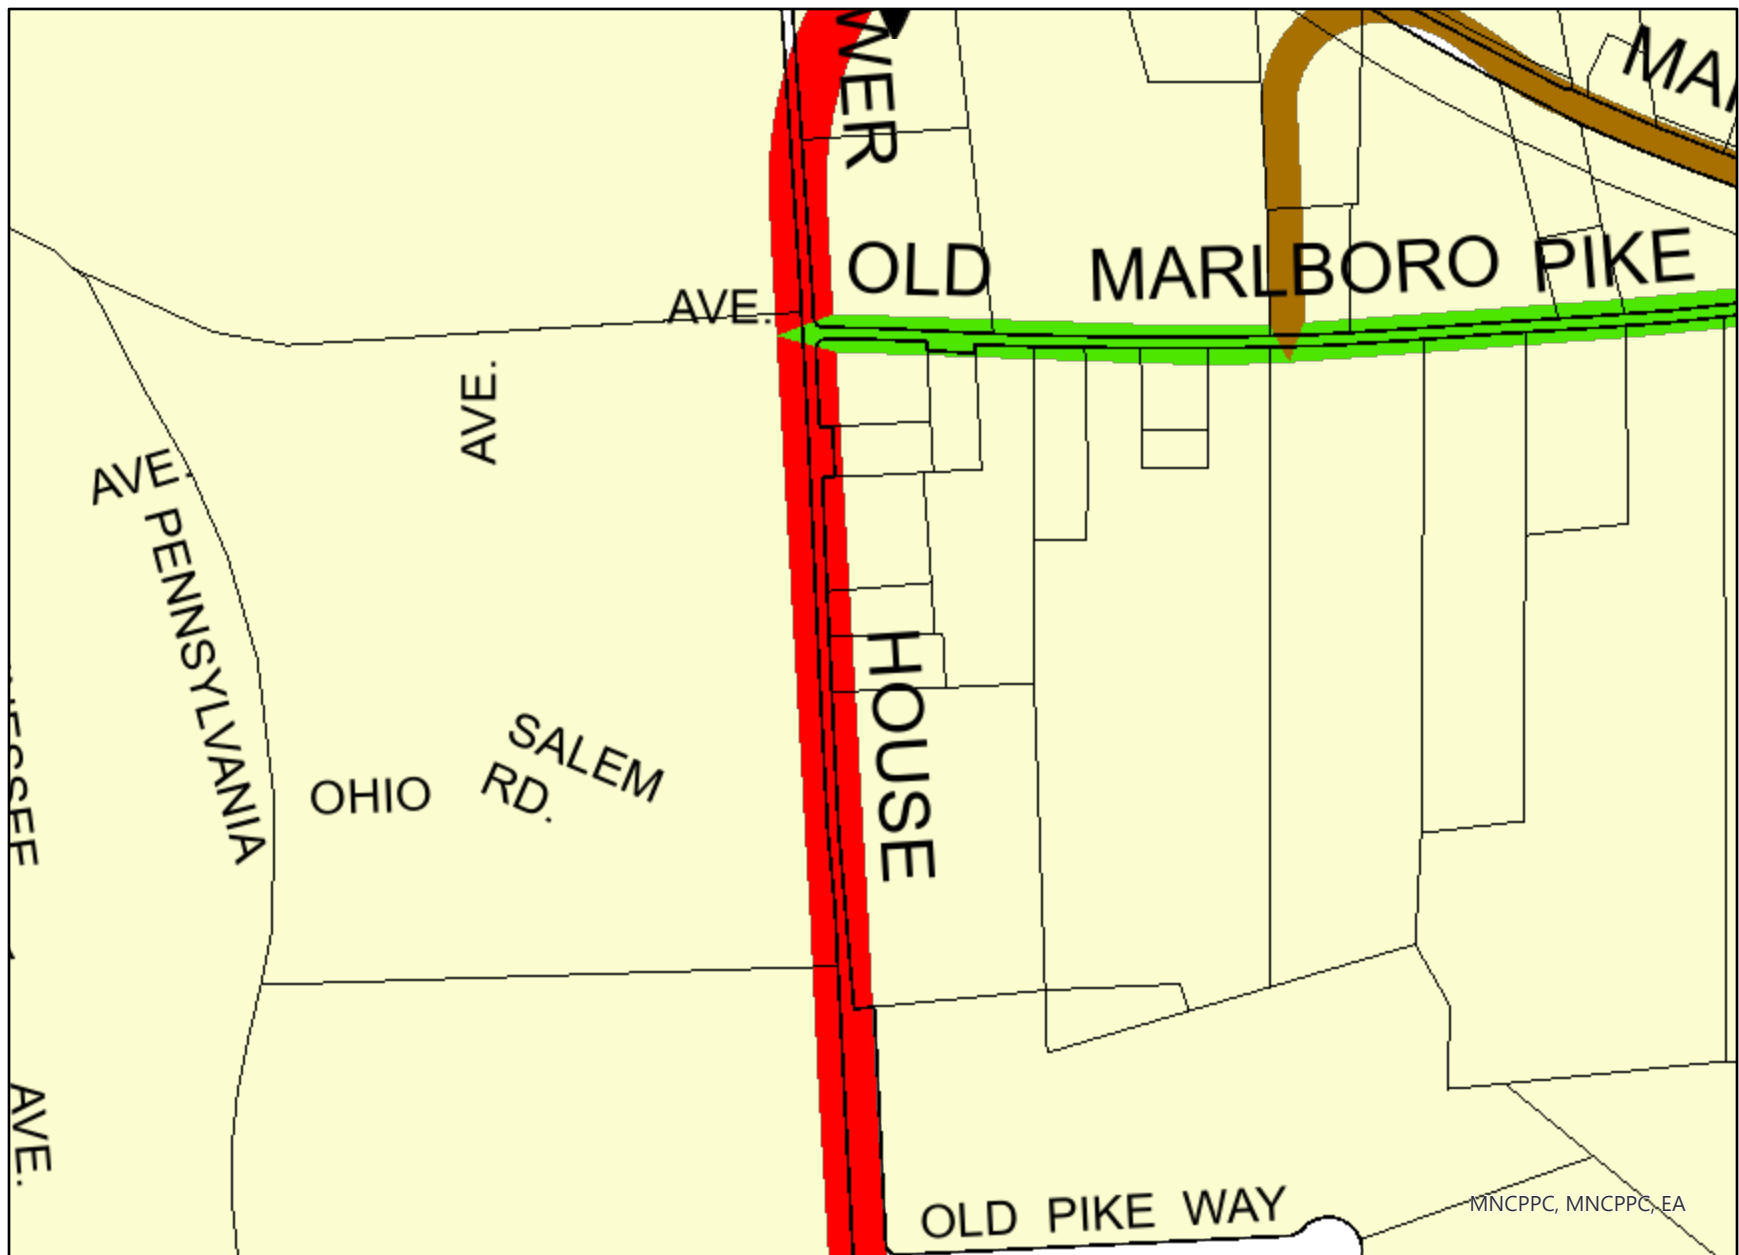 WER
OLD MARLBORO PIKE
AVE.
AVE.
AVE.
PENNSYLVANIA
HOUSE
SALEM
RD.
OHIO
AVE.
OLD PIKE WAY
MNCPPC, MNCPPC, EA